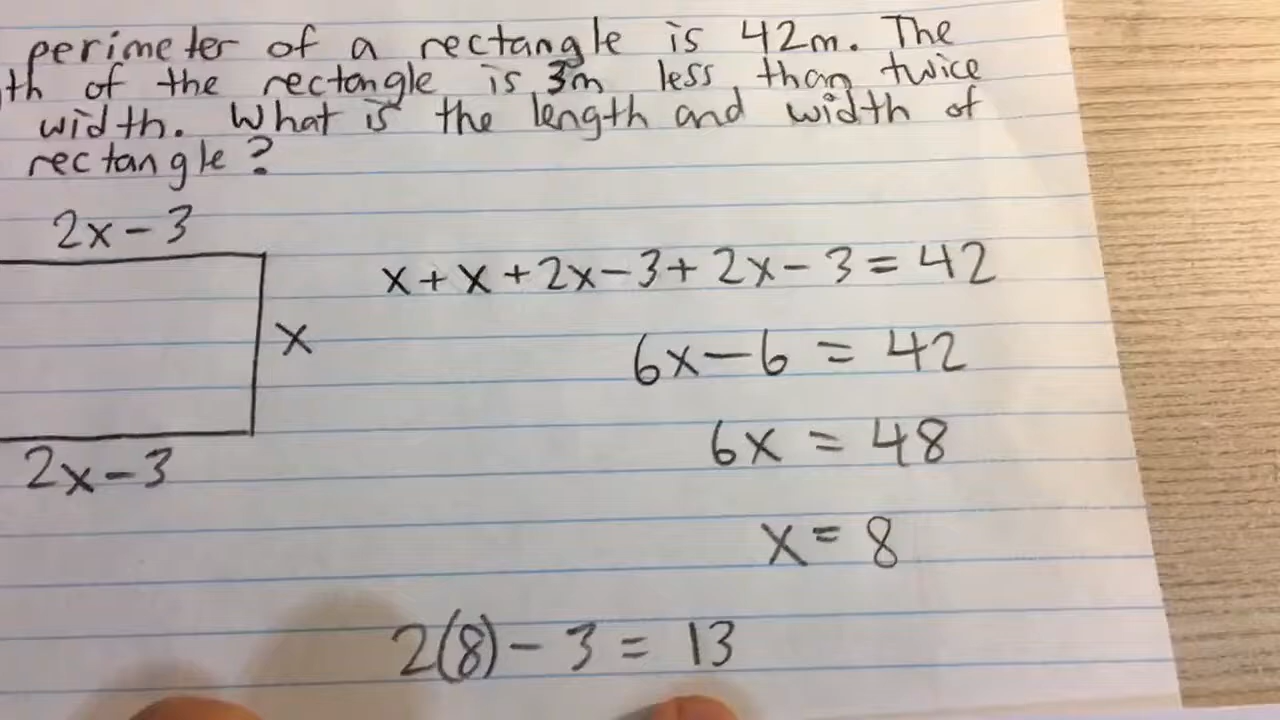 perimeter of a rectangle is 42m. The
th of the rectangle is 3m less than twice
width. What is the length and width of
rectangle?
2x-3
x+x+2x-3+2x-3=42
x
6x-6=42
6x=48
2x-3
x=8
2(8)-3=13